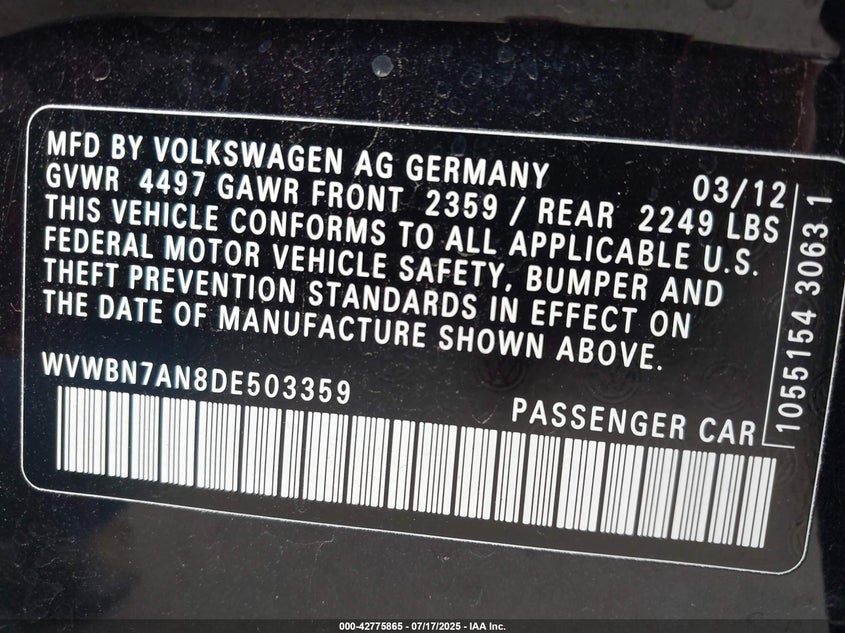 MFD BY VOLKSWAGEN AG GERMANY 03/12
GVWR 4497 GAWR FRONT 2359 / REAR 2249 LBS
THIS VEHICLE CONFORMS TO ALL APPLICABLE U.S.
FEDERAL MOTOR VEHICLE SAFETY, BUMPER AND
THEFT PREVENTION STANDARDS IN EFFECT ON
THE DATE OF MANUFACTURE SHOWN ABOVE.
WVWBN7AN8DE503359
PASSENGER CAR
1055154 3063 1
000-42775865 - 07/17/2025 - IAA Inc.